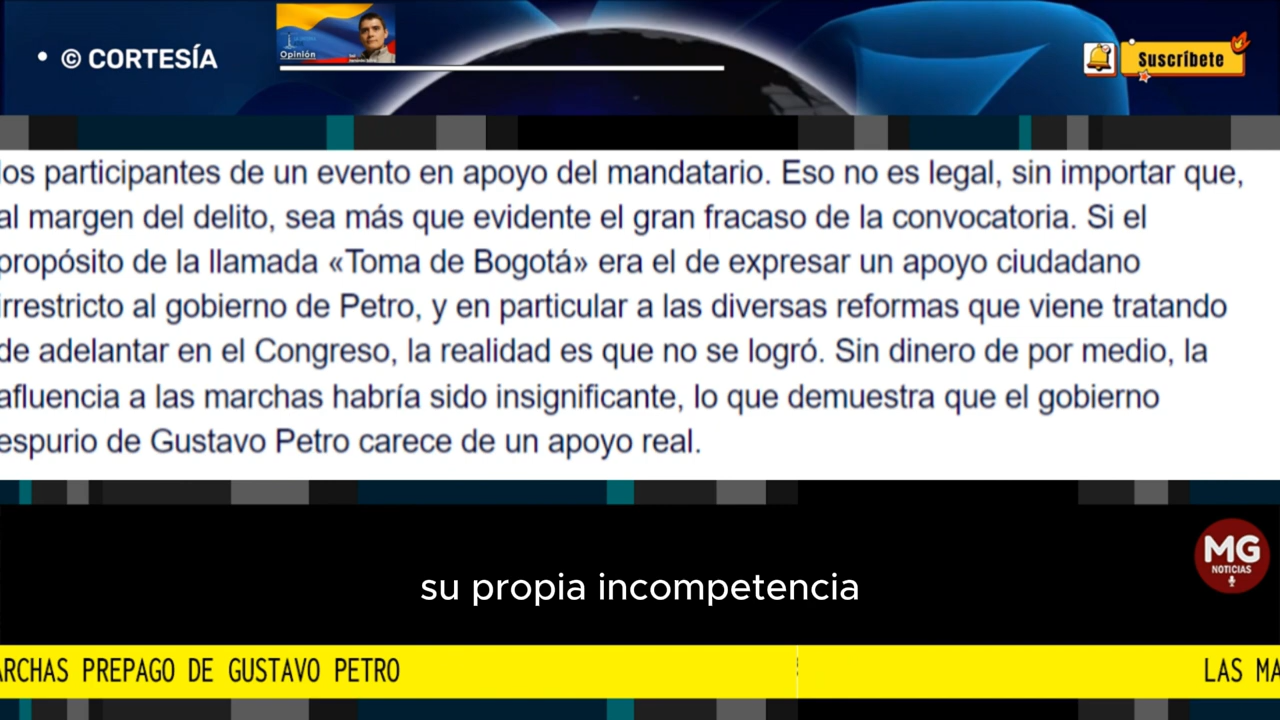 • © CORTESÍA
Opinión
Suscríbete
los participantes de un evento en apoyo del mandatario. Eso no es legal, sin importar que,
al margen del delito, sea más que evidente el gran fracaso de la convocatoria. Si el
propósito de la llamada «Toma de Bogotá» era el de expresar un apoyo ciudadano
irrestricto al gobierno de Petro, y en particular a las diversas reformas que viene tratando
de adelantar en el Congreso, la realidad es que no se logró. Sin dinero de por medio, la
afluencia a las marchas habría sido insignificante, lo que demuestra que el gobierno
espurio de Gustavo Petro carece de un apoyo real.
MG
NOTICIAS
su propia incompetencia
ARCHAS PREPAGO DE GUSTAVO PETRO
LAS MA